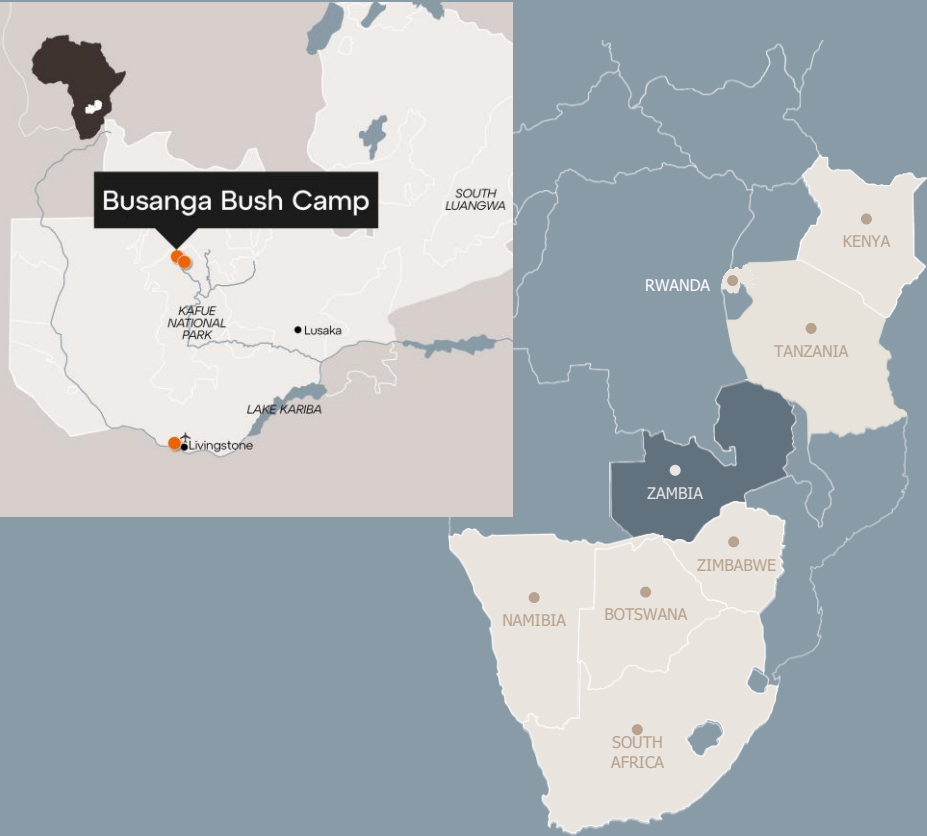 Busanga Bush Camp
SOUTH
LUANGWA
KAFUE
NATIONAL
PARK
Lusaka
LAKE KARIBA
Livingstone
KENYA
RWANDA
TANZANIA
ZAMBIA
ZIMBABWE
NAMIBIA
BOTSWANA
SOUTH
AFRICA